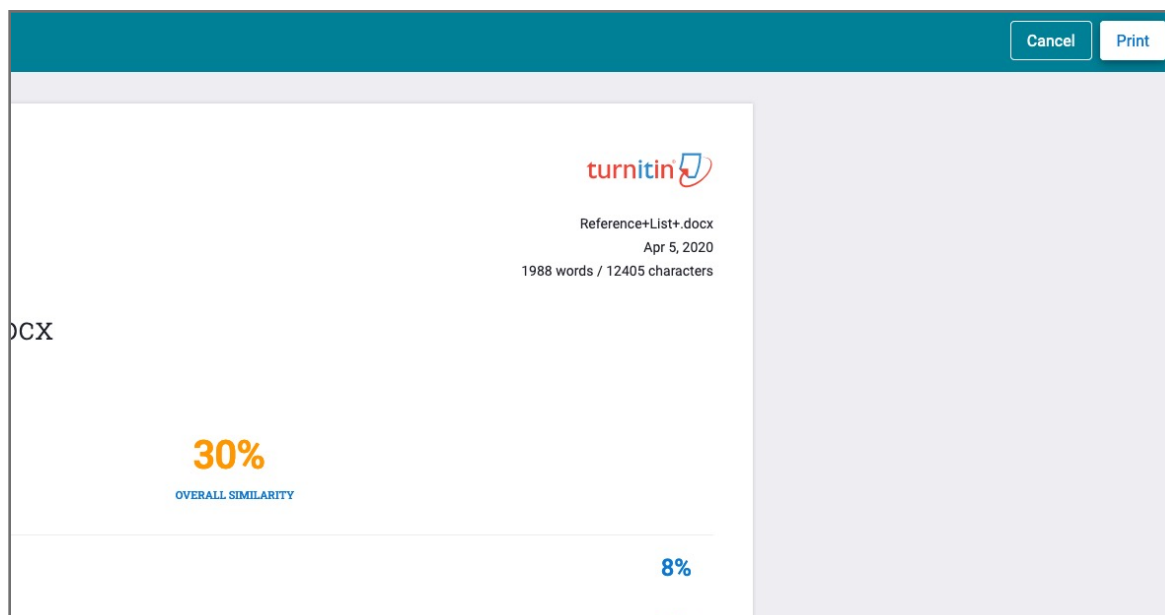 Cancel Print
turnitin
Reference+List+.docx
Apr 5, 2020
1988 words / 12405 characters
ocx
30%
OVERALL SIMILARITY
8%